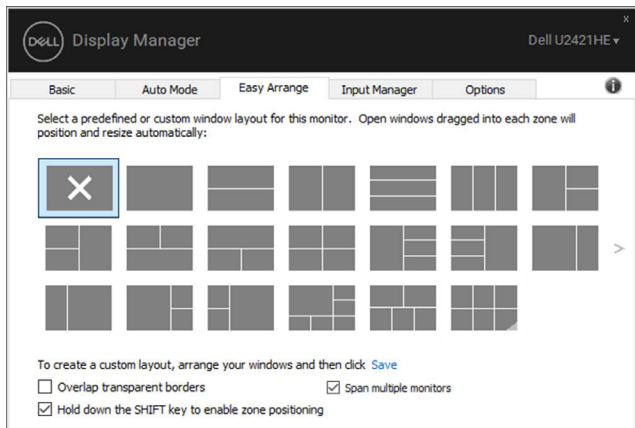 x
DELL Display Manager Dell U2421HE
Basic Auto Mode Easy Arrange Input Manager Options i
Select a predefined or custom window layout for this monitor. Open windows dragged into each zone will
position and resize automatically:
>
To create a custom layout, arrange your windows and then click Save
Overlap transparent borders Span multiple monitors
Hold down the SHIFT key to enable zone positioning